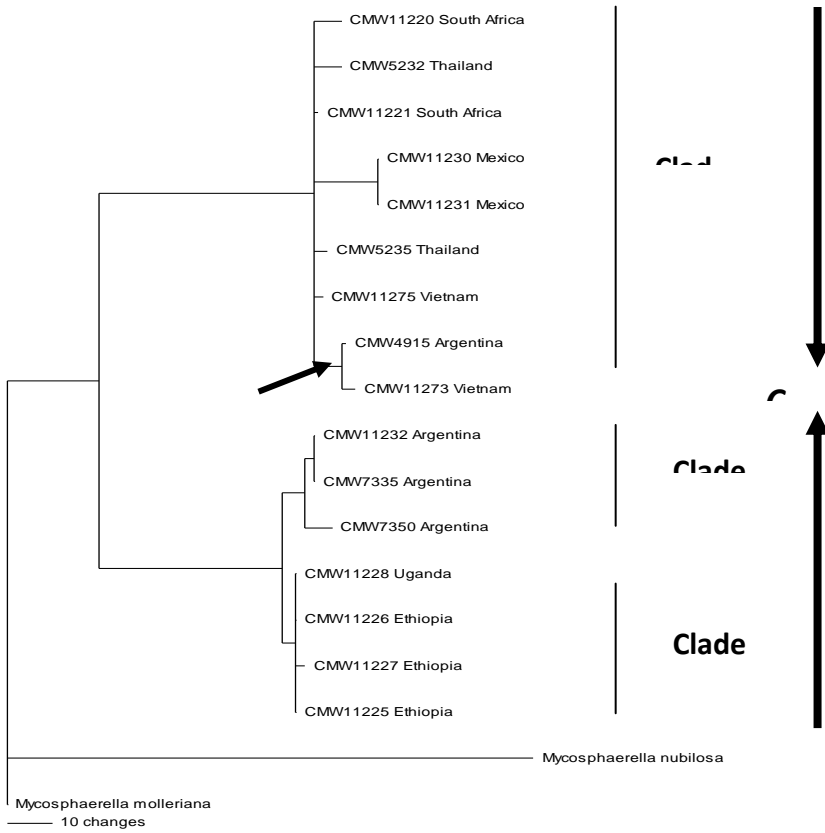 CMW11220 South Africa
CMW5232 Thailand
CMW11221 South Africa
CMW11230 Mexico
CMW11231 Mexico
CMW5235 Thailand
CMW11275 Vietnam
CMW4915 Argentina
CMW11273 Vietnam
CMW11232 Argentina
Clade
CMW7335 Argentina
CMW7350 Argentina
CMW11228 Uganda
CMW11226 Ethiopia
Clade
CMW11227 Ethiopia
CMW11225 Ethiopia
Mycosphaerella nubilosa
Mycosphaerella molleriana
10 changes